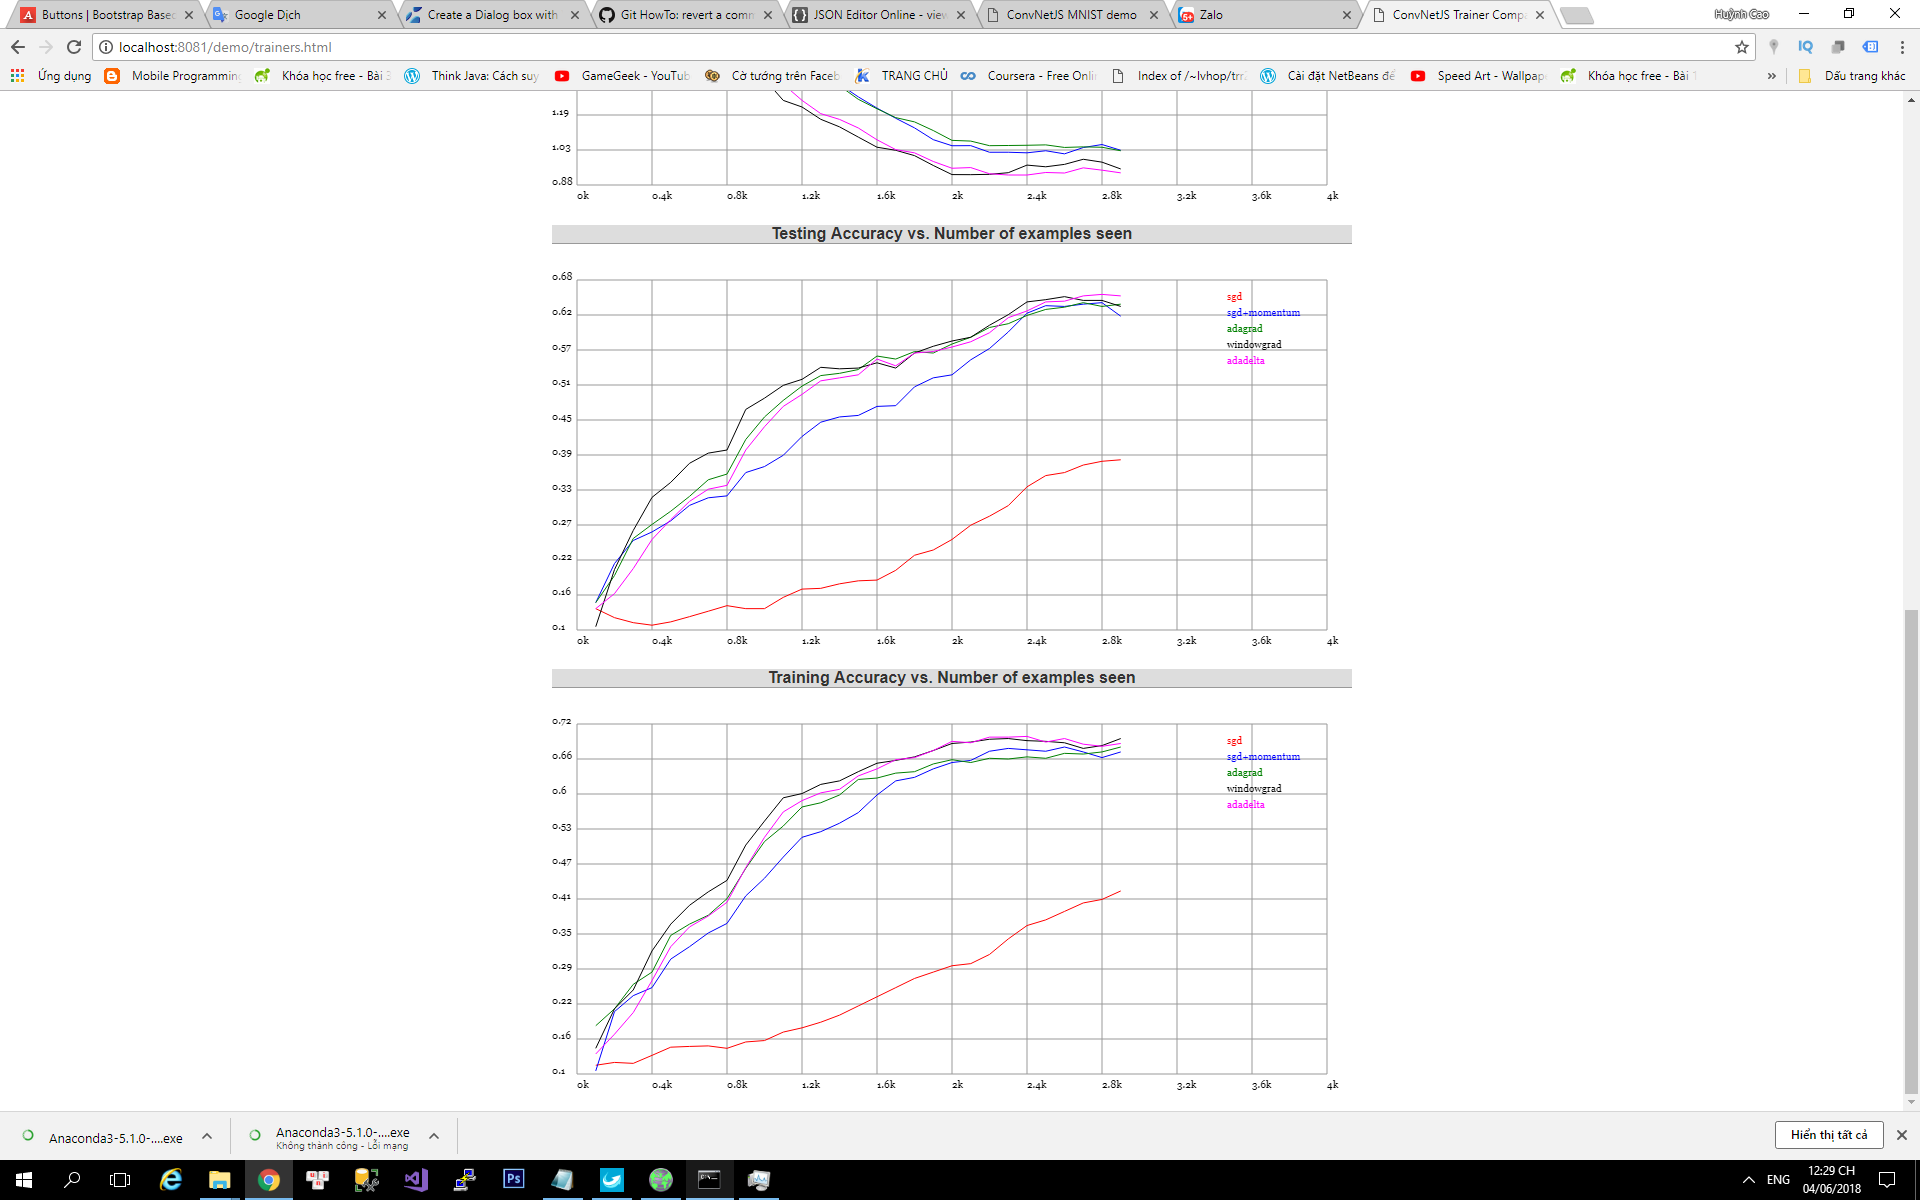 Buttons | Bootstrap Based
Google Dịch
Create a Dialog box with
Git HowTo: revert a comm
JSON Editor Online - view
ConvNetJS MNIST demo
Zalo
ConvNetJS Trainer Comp
Huỳnh Cao
localhost:8081/demo/trainers.html
Ứng dụng
Mobile Programming
Khóa học free - Bài 3
Think Java: Cách suy
GameGeek - YouTub
Cờ tướng trên Faceb
TRANG CHỦ
Coursera - Free Onli
Index of /~lvhop/trr2
Cài đặt NetBeans để
Speed Art - Wallpap
Khóa học free - Bài 1
»
Dấu trang khác
1.19
1.03
0.88
0k 0.4k 0.8k 1.2k 1.6k 2k 2.4k 2.8k 3.2k 3.6k 4k
Testing Accuracy vs. Number of examples seen
0.68
sgd
0.62
sgd+momentum
adagrad
windowgrad
0.57
adadelta
0.51
0.45
0.39
0.33
0.27
0.22
0.16
0.1
0k 0.4k 0.8k 1.2k 1.6k 2k 2.4k 2.8k 3.2k 3.6k 4k
Training Accuracy vs. Number of examples seen
0.72
sgd
0.66
sgd+momentum
adagrad
windowgrad
0.6
adadelta
0.53
0.47
0.41
0.35
0.29
0.22
0.16
0.1
0k 0.4k 0.8k 1.2k 1.6k 2k 2.4k 2.8k 3.2k 3.6k 4k
Anaconda3-5.1.0-....exe
Anaconda3-5.1.0-....exe
Không thành công - Lỗi mạng
Hiển thị tất cả
ENG
12:29 CH
04/06/2018